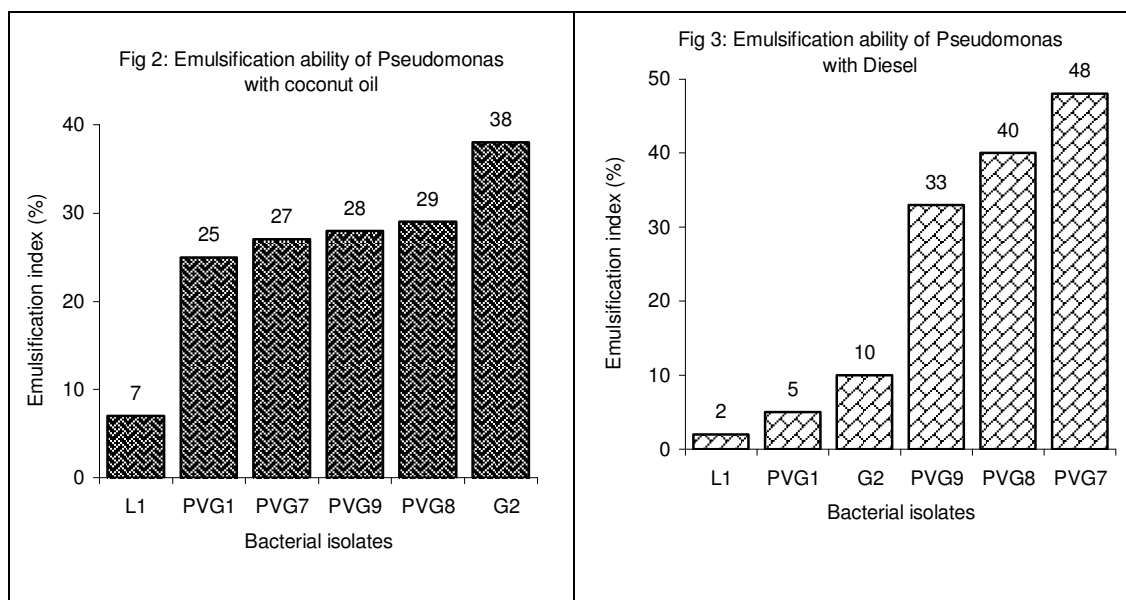 Fig 2: Emulsification ability of Pseudomonas
with coconut oil
Emulsification index (%)
40
30
20
10
0
7
25
27
28
29
38
L1 PVG1 PVG7 PVG9 PVG8 G2
Bacterial isolates
Fig 3: Emulsification ability of Pseudomonas
with Diesel
Emulsification index (%)
50
40
30
20
10
0
2
5
10
33
40
48
L1 PVG1 G2 PVG9 PVG8 PVG7
Bacterial isolates